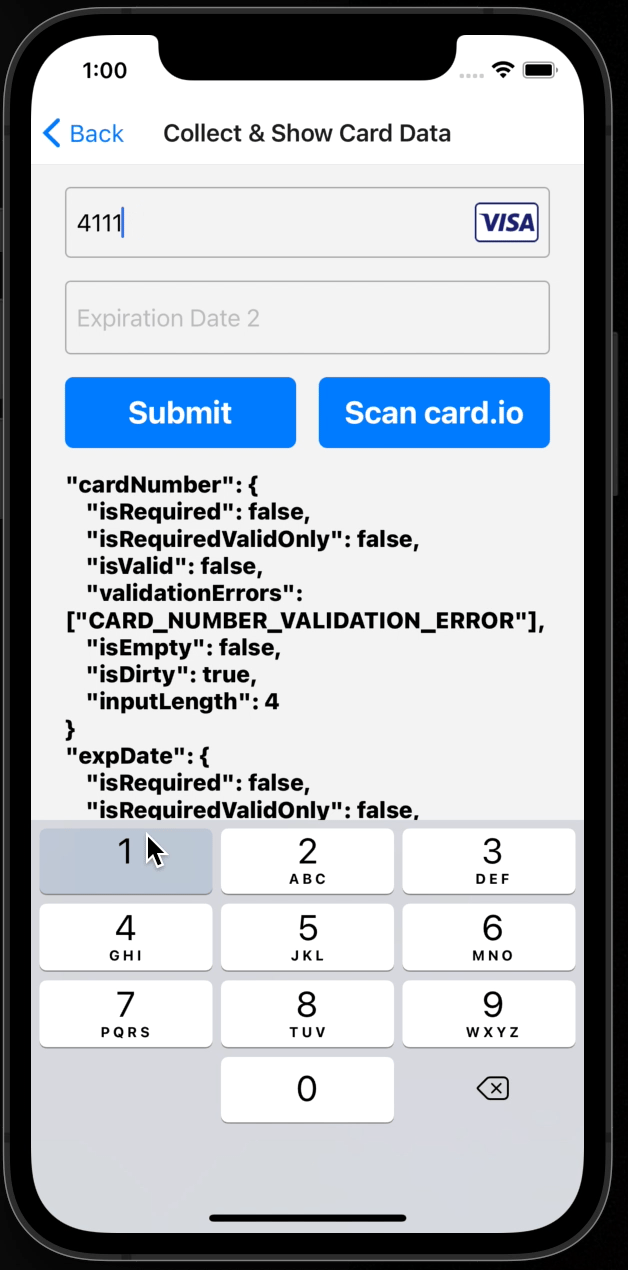 1:00
Back Collect & Show Card Data
4111 VISA
Expiration Date 2
Submit Scan card.io
"cardNumber": {
"isRequired": false,
"isRequiredValidOnly": false,
"isValid": false,
"validationErrors":
["CARD_NUMBER_VALIDATION_ERROR"],
"isEmpty": false,
"isDirty": true,
"inputLength": 4
}
"expDate": {
"isRequired": false,
"isRequiredValidOnly": false,
1 2 3
ABC DEF
4 5 6
GHI JKL MNO
7 8 9
PQRS TUV WXYZ
0